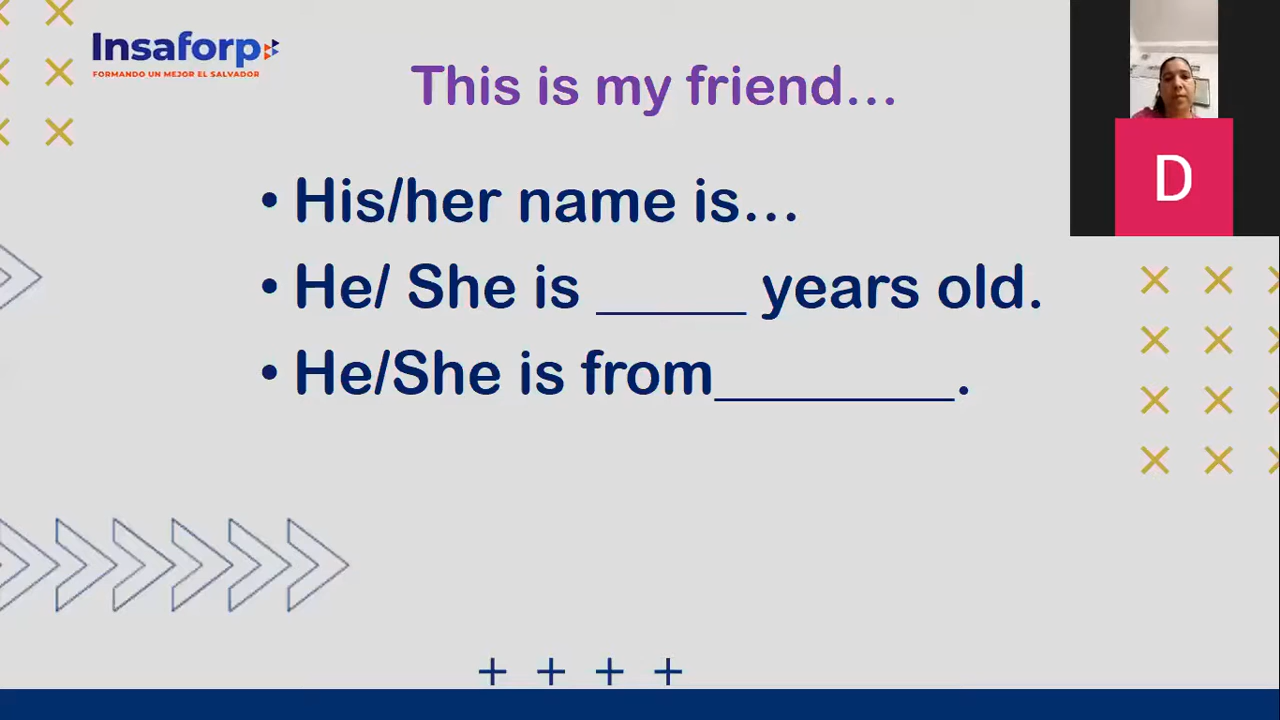 Insaforp
FORMANDO UN MEJOR EL SALVADOR
This is my friend...
D
• His/her name is...
• He/ She is _____ years old.
• He/She is from________.